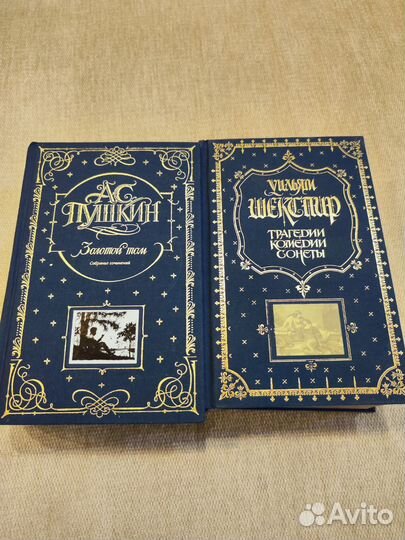 А·С
ПУШКИН
Золотой том
Собрание сочинений
УИЛЬЯМ
ШЕКСПИР
ТРАГЕДИИ
КОМЕДИИ
СОНЕТЫ
Avito